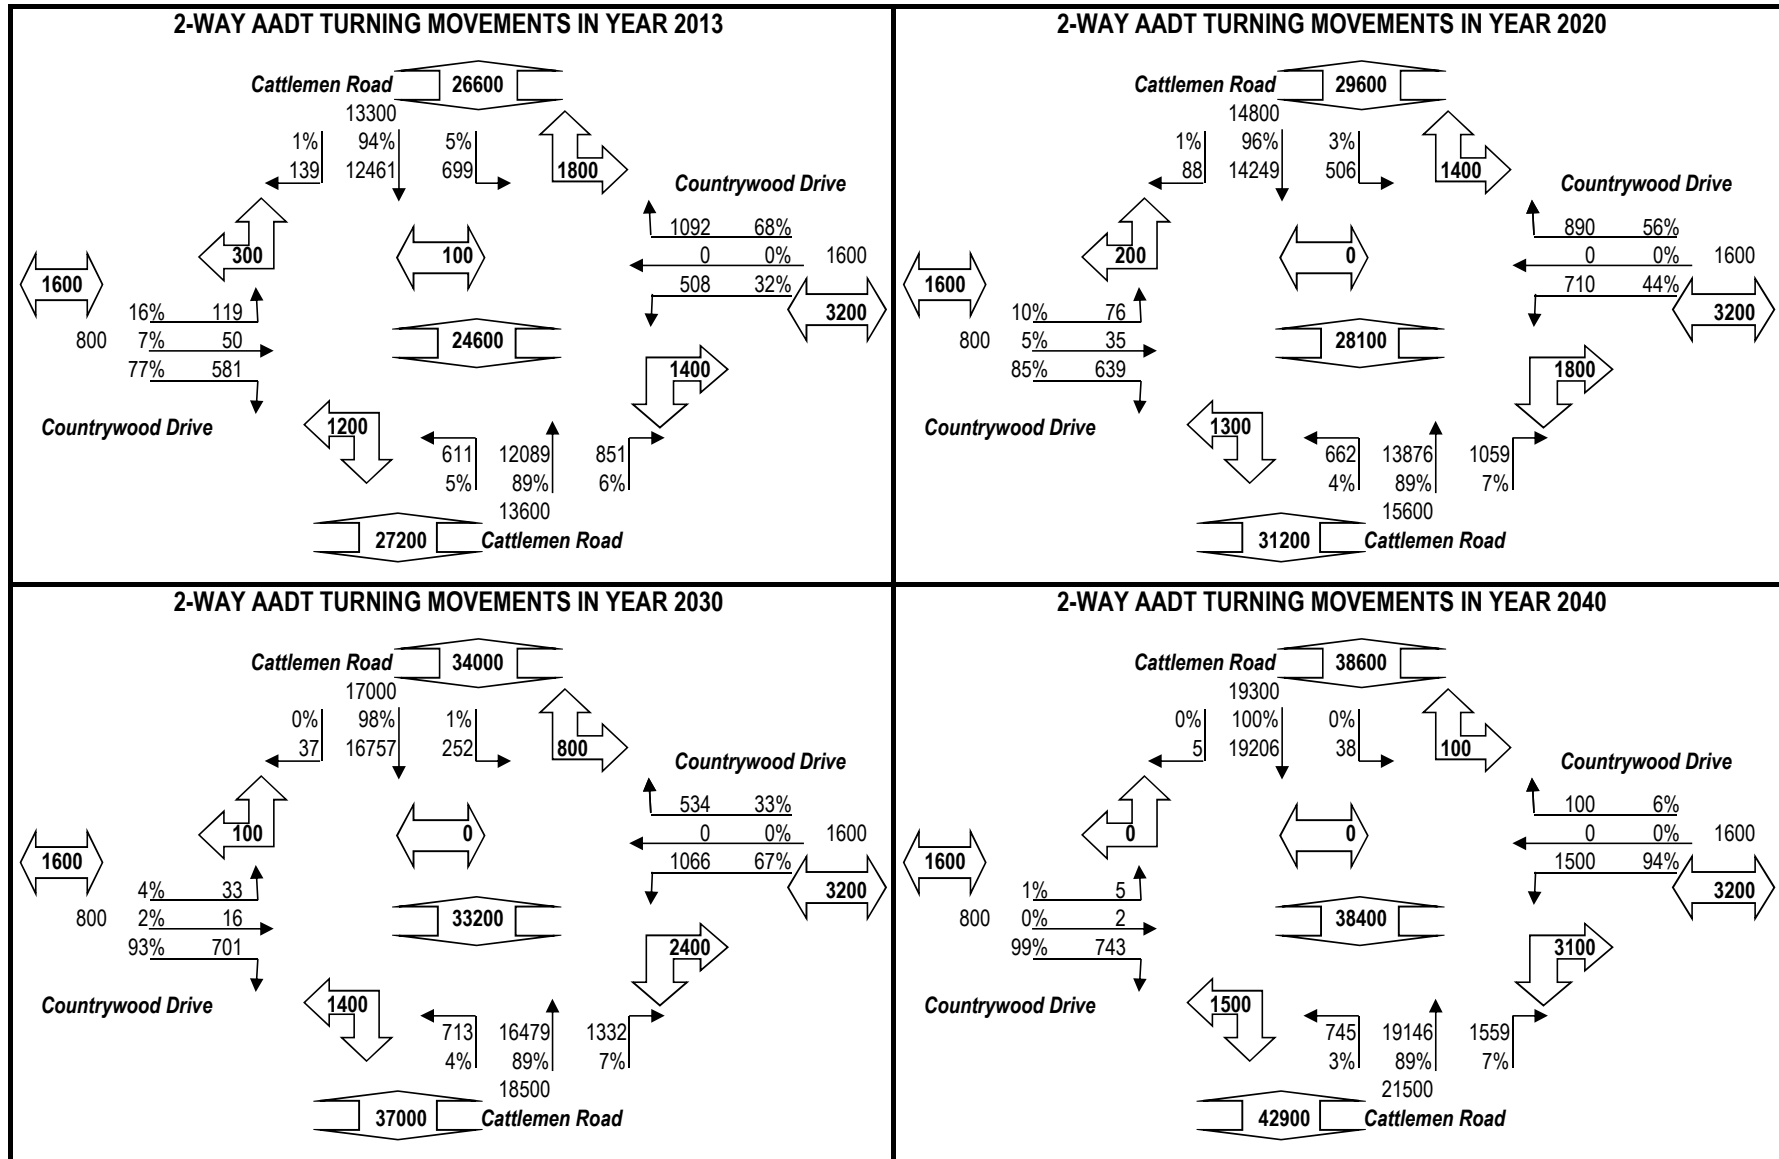 2-WAY AADT TURNING MOVEMENTS IN YEAR 2013
Cattlemen Road 26600
13300
1% 94% 5%
139 12461 699 1800
Countrywood Drive
1092 68%
300 100 0 0% 1600
1600 508 32%
3200
16% 119
800 7% 50 24600
77% 581 1400
Countrywood Drive 1200
611 12089 851
5% 89% 6%
13600
27200 Cattlemen Road
2-WAY AADT TURNING MOVEMENTS IN YEAR 2020
Cattlemen Road 29600
14800
1% 96% 3%
88 14249 506 1400
Countrywood Drive
890 56%
200 0 0 0% 1600
1600 710 44%
3200
10% 76
800 5% 35 28100
85% 639 1800
Countrywood Drive 1300
662 13876 1059
4% 89% 7%
15600
31200 Cattlemen Road
2-WAY AADT TURNING MOVEMENTS IN YEAR 2030
Cattlemen Road 34000
17000
0% 98% 1%
37 16757 252 800
Countrywood Drive
534 33%
100 0 0 0% 1600
1600 1066 67%
3200
4% 33
800 2% 16 33200
93% 701 2400
Countrywood Drive 1400
713 16479 1332
4% 89% 7%
18500
37000 Cattlemen Road
2-WAY AADT TURNING MOVEMENTS IN YEAR 2040
Cattlemen Road 38600
19300
0% 100% 0%
5 19206 38 100
Countrywood Drive
100 6%
0 0 0 0% 1600
1600 1500 94%
3200
1% 5
800 0% 2 38400
99% 743 3100
Countrywood Drive 1500
745 19146 1559
3% 89% 7%
21500
42900 Cattlemen Road